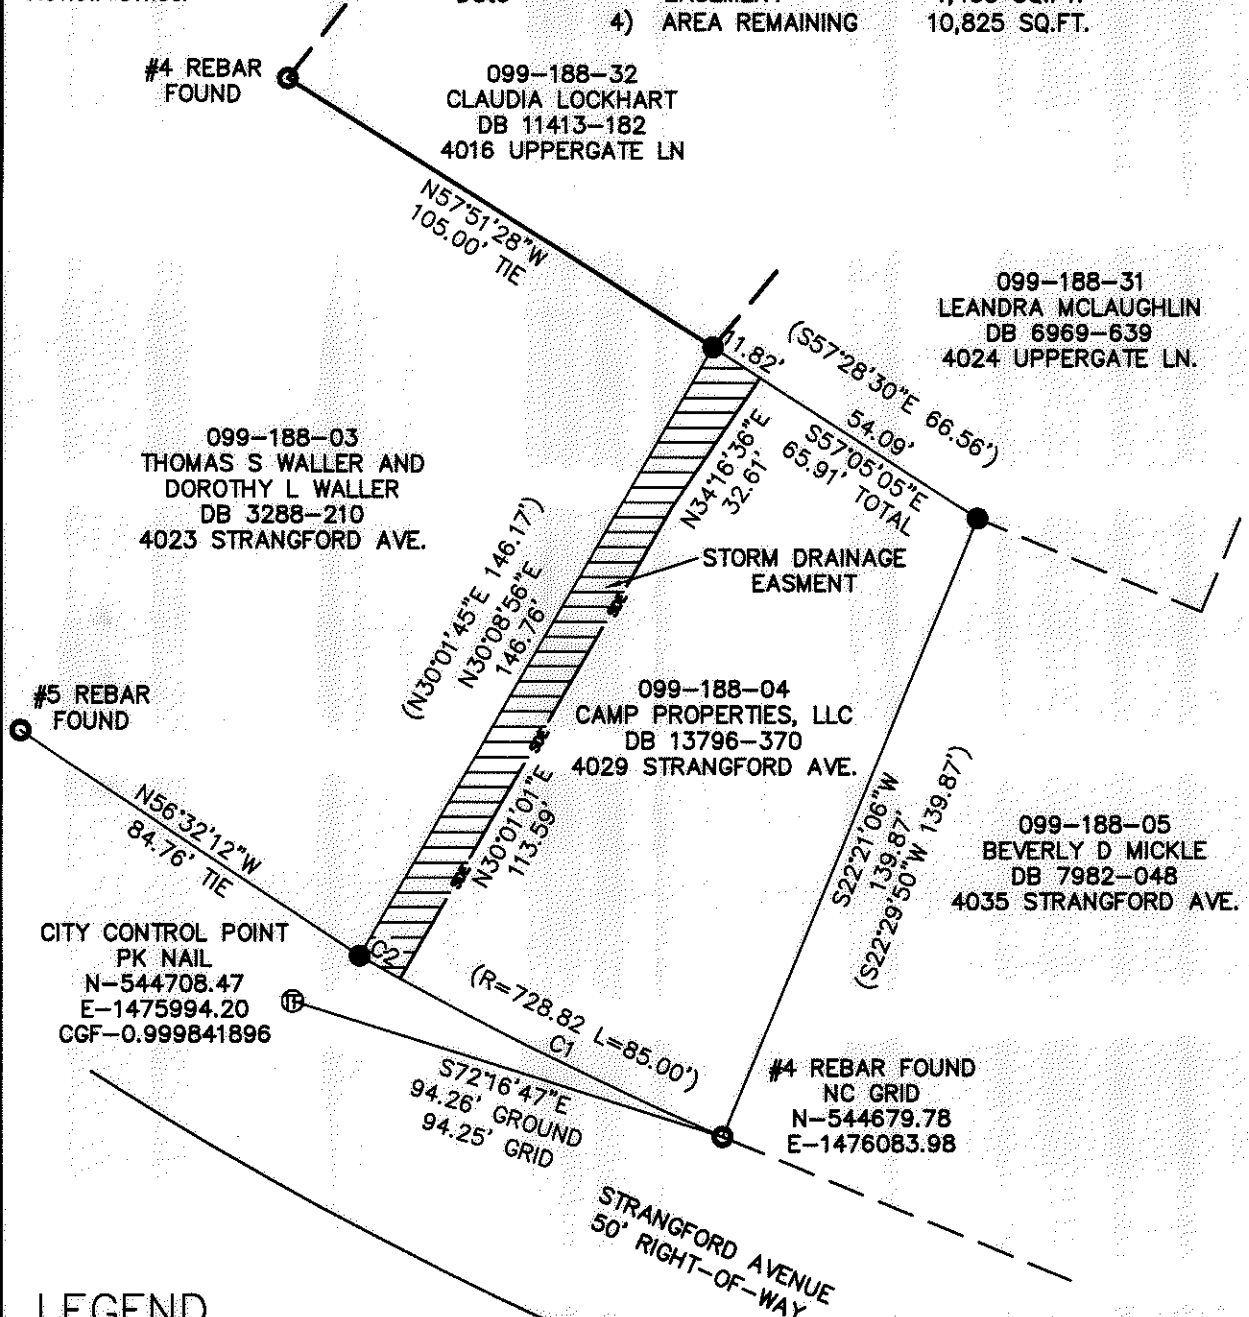 Date
EASEMENT
4) AREA REMAINING 10,825 SQ.FT.
#4 REBAR
FOUND
099-188-32
CLAUDIA LOCKHART
DB 11413-182
4016 UPPERGATE LN
N57°51'28"W
105.00' TIE
099-188-31
LEANDRA MCLAUGHLIN
DB 6969-639
4024 UPPERGATE LN.
11.82'
(S57°28'30"E 66.56')
54.09'
S57°05'05"E
65.91' TOTAL
N34°16'36"E
32.61'
099-188-03
THOMAS S WALLER AND
DOROTHY L WALLER
DB 3288-210
4023 STRANGFORD AVE.
(N30°01'45"E 146.17')
N30°08'56"E
146.76'
STORM DRAINAGE
EASMENT
SDE
#5 REBAR
FOUND
099-188-04
CAMP PROPERTIES, LLC
DB 13796-370
4029 STRANGFORD AVE.
SDE
N30°01'01"E
113.59'
SDE
N56°32'12"W
84.76' TIE
S22°21'06"W
139.87'
(S22°29'50"W 139.87')
099-188-05
BEVERLY D MICKLE
DB 7982-048
4035 STRANGFORD AVE.
CITY CONTROL POINT
PK NAIL
N-544708.47
E-1475994.20
CGF-0.999841896
C2
(R=728.82 L=85.00')
C1
S72°16'47"E
94.26' GROUND
94.25' GRID
#4 REBAR FOUND
NC GRID
N-544679.78
E-1476083.98
STRANGFORD AVENUE
50' RIGHT-OF-WAY
LEGEND